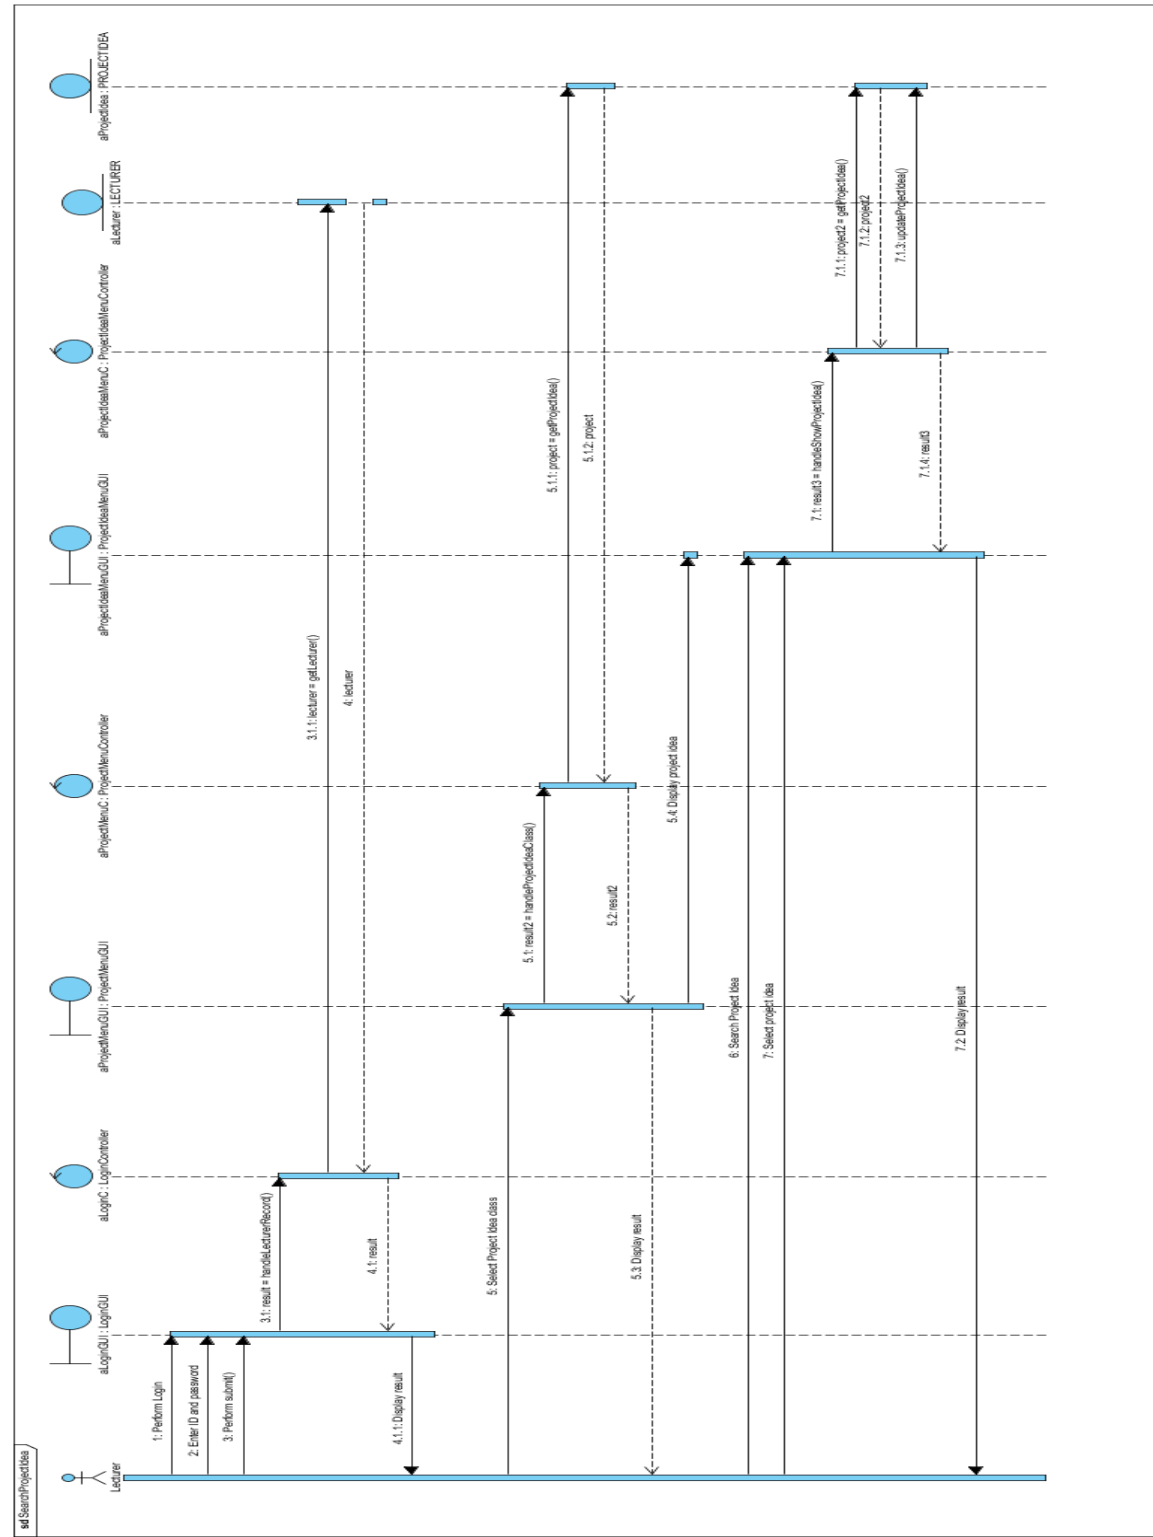 sd SearchProjectIdea
Lecturer
aLoginGUI : LoginGUI
aLoginC : LoginController
aProjectMenuGUI : ProjectMenuGUI
aProjectMenuC : ProjectMenuController
aProjectIdeaMenuGUI : ProjectIdeaMenuGUI
aProjectIdeaMenuC : ProjectIdeaMenuController
aLecturer : LECTURER
aProjectIdea : PROJECTIDEA
1: Perform Login
2: Enter ID and password
3: Perform submit()
3.1: result = handleLecturerRecord()
3.1.1: lecturer = getLecturer()
4: lecturer
4.1: result
4.1.1: Display result
5: Select Project Idea class
5.1: result2 = handleProjectIdeaClass()
5.1.1: project = getProjectIdea()
5.1.2: project
5.2: result2
5.3: Display result
5.4: Display project idea
6: Search Project Idea
7: Select project idea
7.1: result3 = handleShowProjectIdea()
7.1.1: project2 = getProjectIdea()
7.1.2: project2
7.1.3: updateProjectIdea()
7.1.4: result3
7.2: Display result